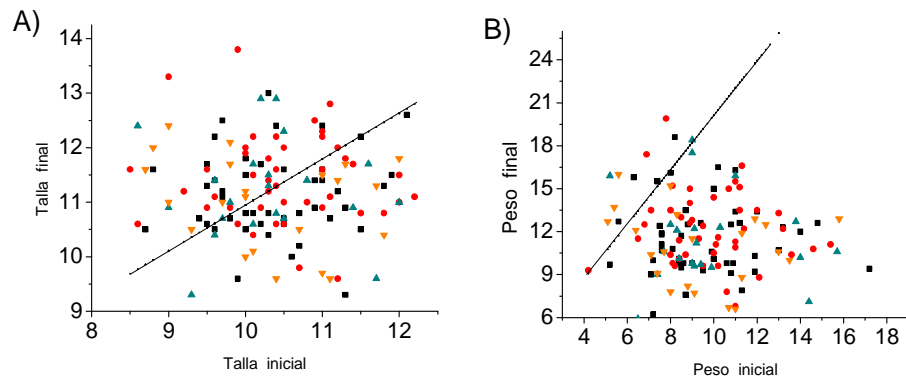 A)
14
13
12
11
10
9
Talla final
8 9 10 11 12
Talla inicial
B)
24
21
18
15
12
9
6
Peso final
4 6 8 10 12 14 16 18
Peso inicial